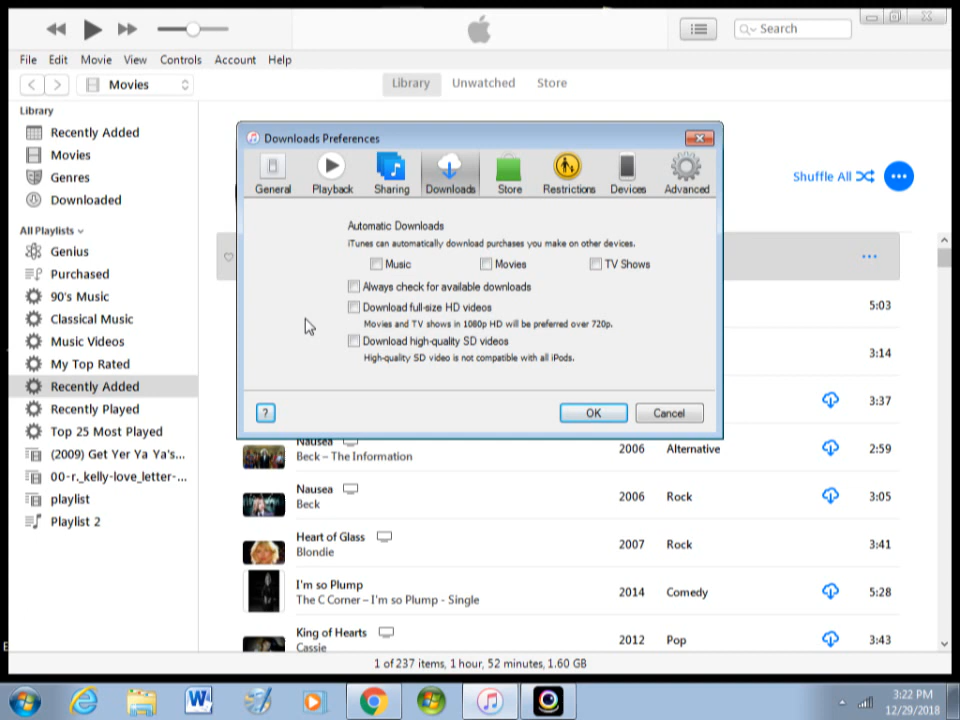 Search
File Edit Movie View Controls Account Help
Movies
Library Unwatched Store
Library
Recently Added
Movies
Genres
Downloaded
All Playlists
Genius
Purchased
90's Music
Classical Music
Music Videos
My Top Rated
Recently Added
Recently Played
Top 25 Most Played
(2009) Get Yer Ya Ya's...
00-r._kelly-love_letter-...
playlist
Playlist 2
Shuffle All
Downloads Preferences
General Playback Sharing Downloads Store Restrictions Devices Advanced
Automatic Downloads
iTunes can automatically download purchases you make on other devices.
Music Movies TV Shows
Always check for available downloads
Download full-size HD videos
Movies and TV shows in 1080p HD will be preferred over 720p.
Download high-quality SD videos
High-quality SD video is not compatible with all iPods.
? OK Cancel
5:03
3:14
3:37
Nausea
Beck – The Information 2006 Alternative 2:59
Nausea
Beck 2006 Rock 3:05
Heart of Glass
Blondie 2007 Rock 3:41
I'm so Plump
The C Corner – I'm so Plump - Single 2014 Comedy 5:28
King of Hearts
Cassie 2012 Pop 3:43
1 of 237 items, 1 hour, 52 minutes, 1.60 GB
3:22 PM
12/29/2018